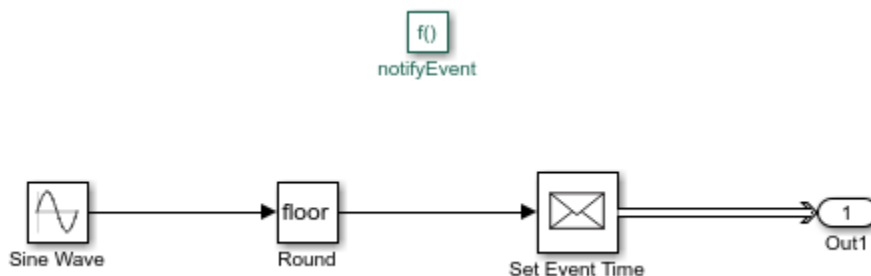 f()
notifyEvent
floor
1
Sine Wave
Round
Set Event Time
Out1